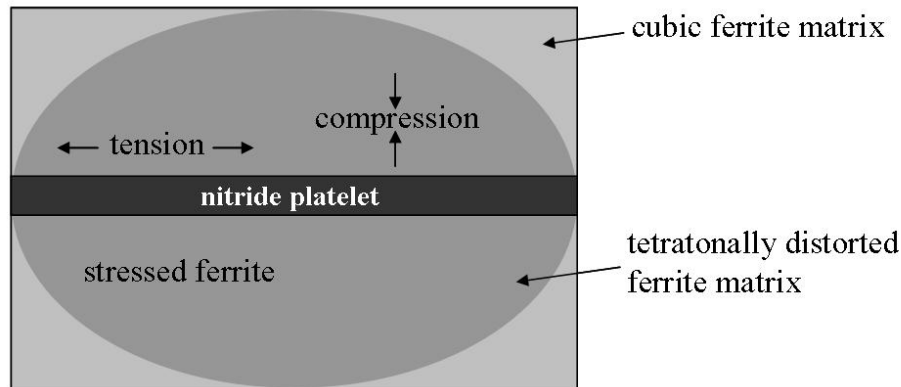 cubic ferrite matrix
compression
tension
nitride platelet
tetratonally distorted
ferrite matrix
stressed ferrite